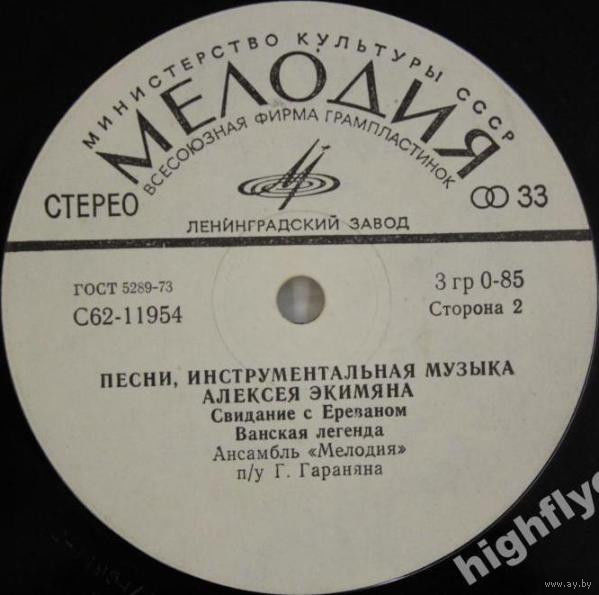 МИНИСТЕРСТВО КУЛЬТУРЫ СССР
МЕЛОДИЯ
ВСЕСОЮЗНАЯ ФИРМА ГРАМПЛАСТИНОК
СТЕРЕО
33
ЛЕНИНГРАДСКИЙ ЗАВОД
ГОСТ 5289-73
3 гр 0-85
С62-11954
Сторона 2
ПЕСНИ, ИНСТРУМЕНТАЛЬНАЯ МУЗЫКА
АЛЕКСЕЯ ЭКИМЯНА
Свидание с Ереваном
Ванская легенда
Ансамбль «Мелодия»
п/у Г. Гараняна
highflye
www.ay.by